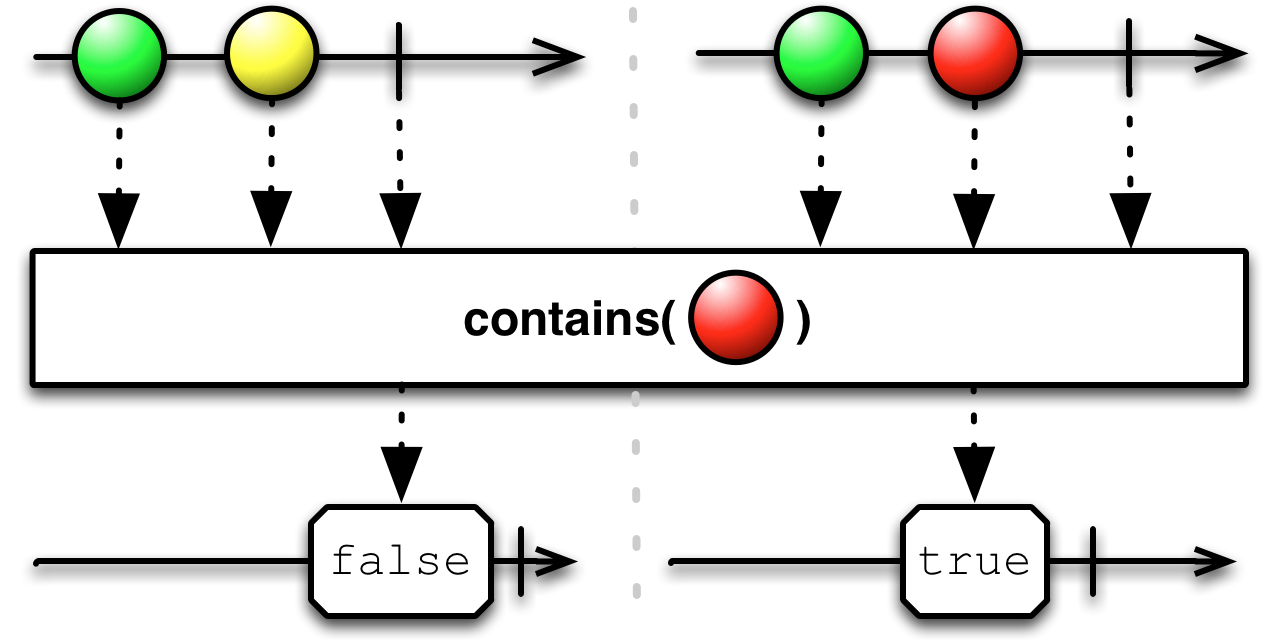 contains( )
false
true